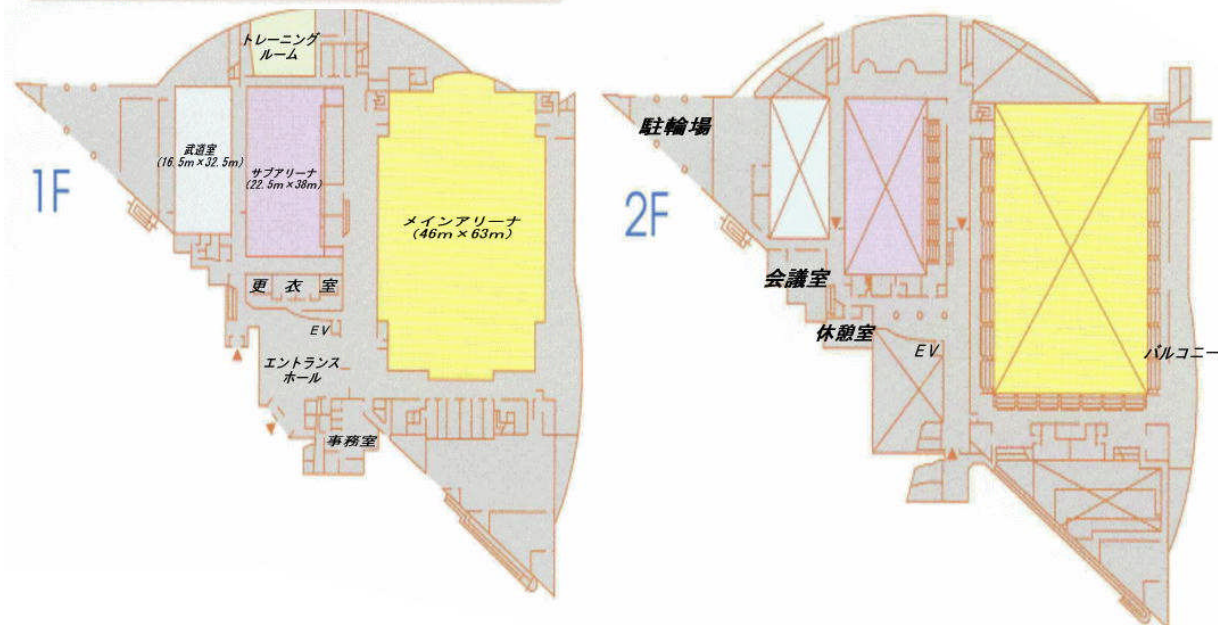 トレーニング
ルーム
武道室
(16.5m×32.5m)
サブアリーナ
(22.5m×38m)
メインアリーナ
(46m×63m)
1F
更 衣 室
EV
エントランス
ホール
事務室
駐輪場
2F
会議室
休憩室
EV
バルコニー